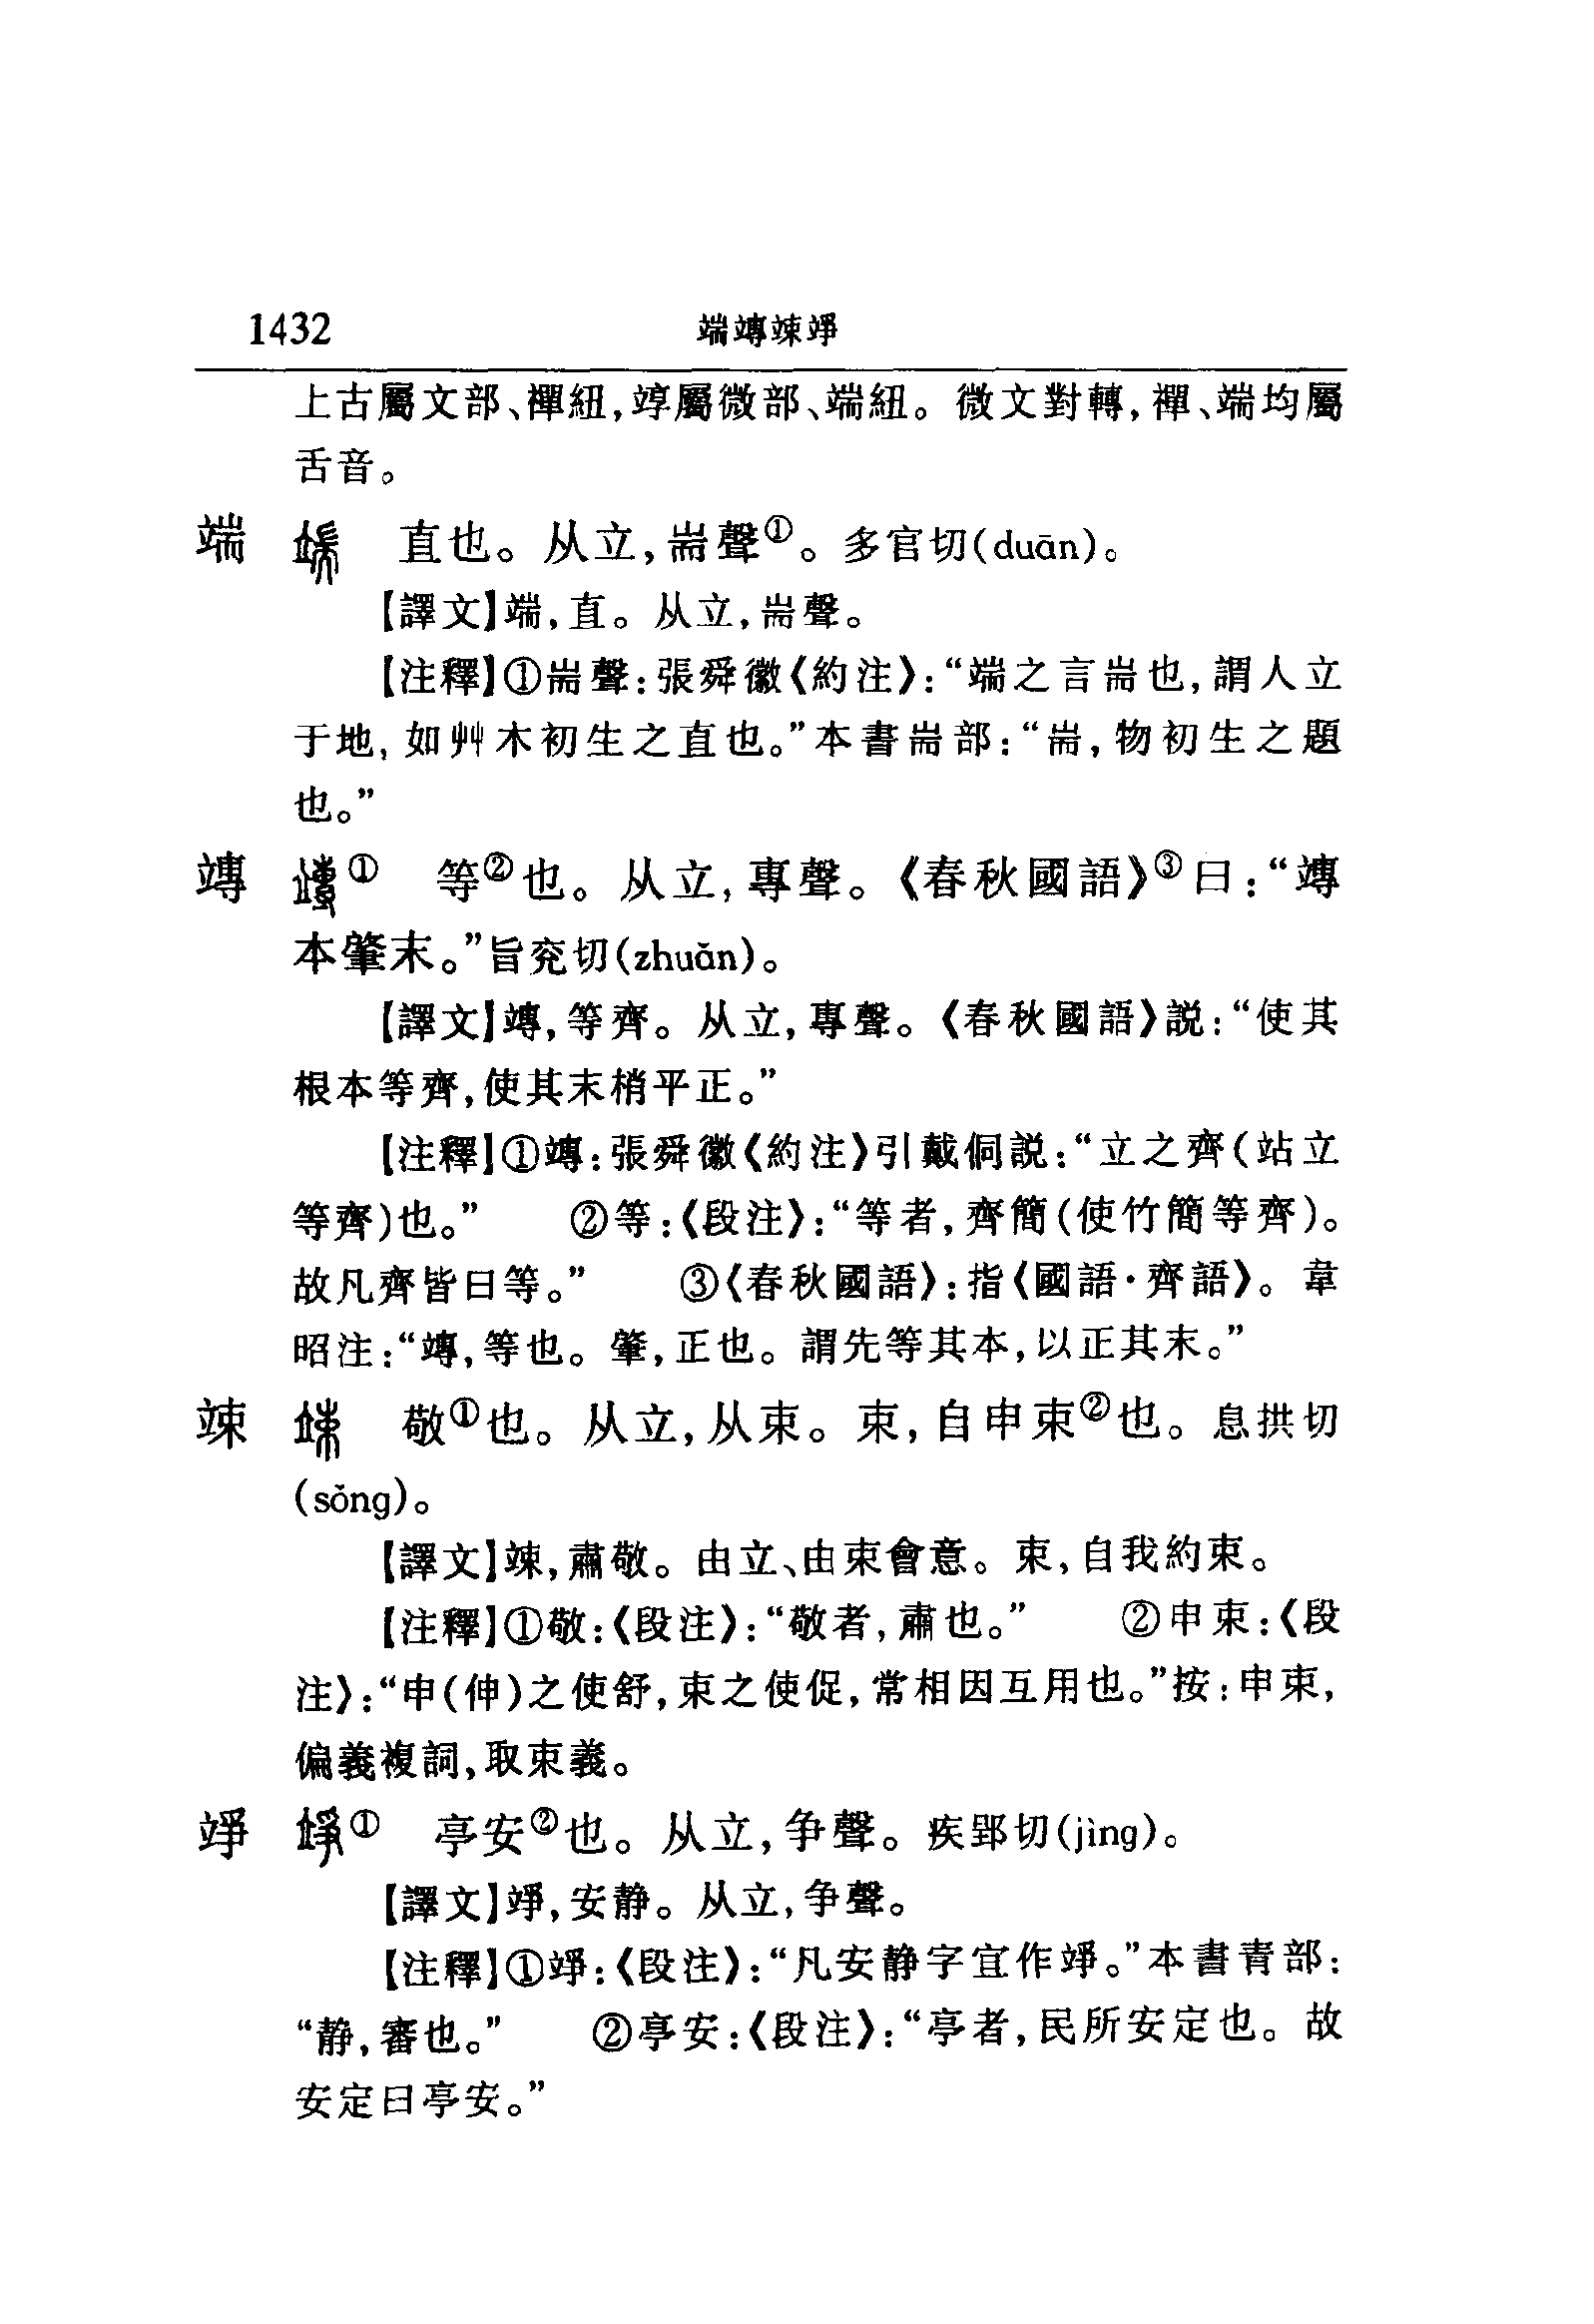 1432 端竱竦竫
上古屬文部、禪紐,𥩲屬微部、端紐。微文對轉,禪、端均屬
舌音。
端 直也。从立,耑聲①。多官切(duān)。
【譯文】端,直。从立,耑聲。
【注釋】①耑聲:張舜徽《約注》:“端之言耑也,謂人立
于地,如艸木初生之直也。”本書耑部:“耑,物初生之題
也。”
竱 ① 等②也。从立,專聲。《春秋國語》③曰:“竱
本肇末。”旨兖切(zhuǎn)。
【譯文】竱,等齊。从立,專聲。《春秋國語》説:“使其
根本等齊,使其末梢平正。”
【注釋】①竱:張舜徽《約注》引戴侗説:“立之齊(站立
等齊)也。” ②等:《段注》:“等者,齊簡(使竹簡等齊)。
故凡齊皆曰等。” ③《春秋國語》:指《國語·齊語》。韋
昭注:“竱,等也。肇,正也。謂先等其本,以正其末。”
竦 敬①也。从立,从束。束,自申束②也。息拱切
(sǒng)。
【譯文】竦,肅敬。由立、由束會意。束,自我約束。
【注釋】①敬:《段注》:“敬者,肅也。” ②申束:《段
注》:“申(伸)之使舒,束之使促,常相因互用也。”按:申束,
偏義複詞,取束義。
竫 ① 亭安②也。从立,争聲。疾郢切(jìng)。
【譯文】竫,安静。从立,争聲。
【注釋】①竫:《段注》:“凡安静字宜作竫。”本書青部:
“静,審也。” ②亭安:《段注》:“亭者,民所安定也。故
安定曰亭安。”